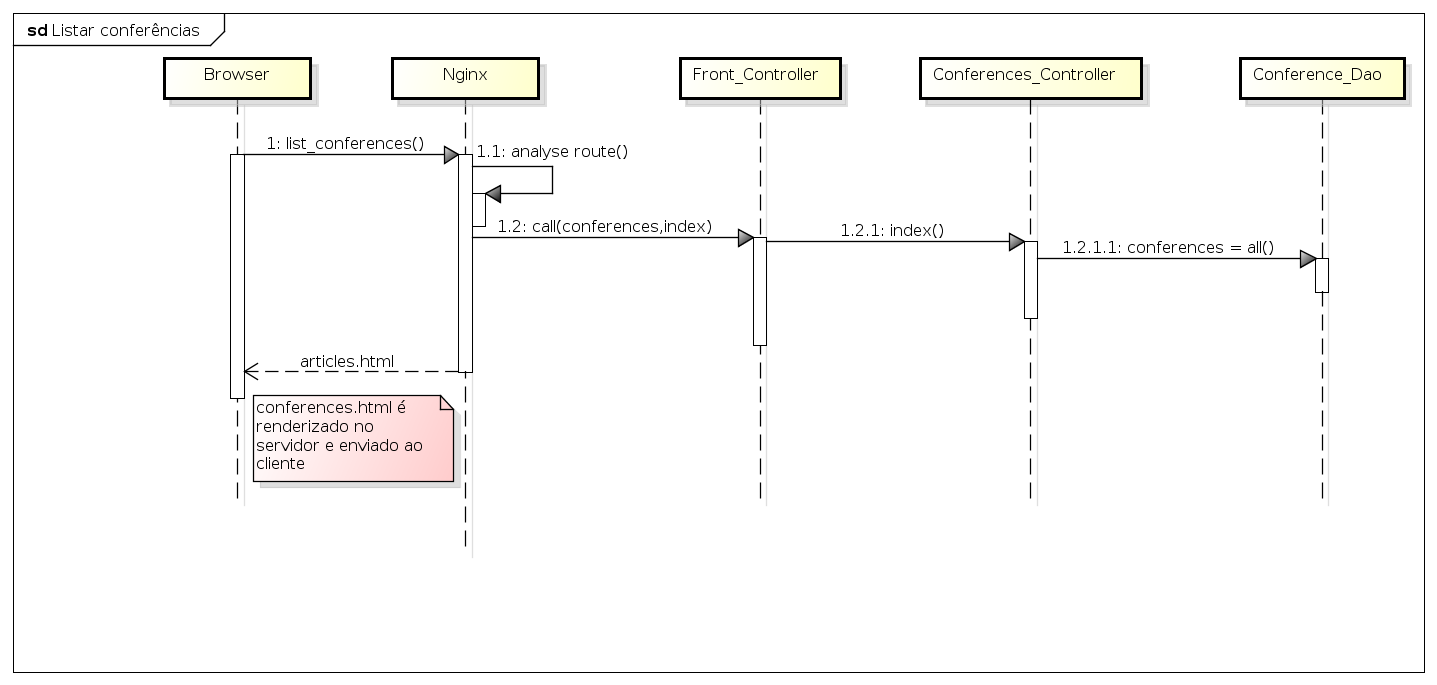 sd Listar conferências
Browser
Nginx
Front_Controller
Conferences_Controller
Conference_Dao
1: list_conferences()
1.1: analyse route()
1.2: call(conferences,index)
1.2.1: index()
1.2.1.1: conferences = all()
articles.html
conferences.html é
renderizado no
servidor e enviado ao
cliente